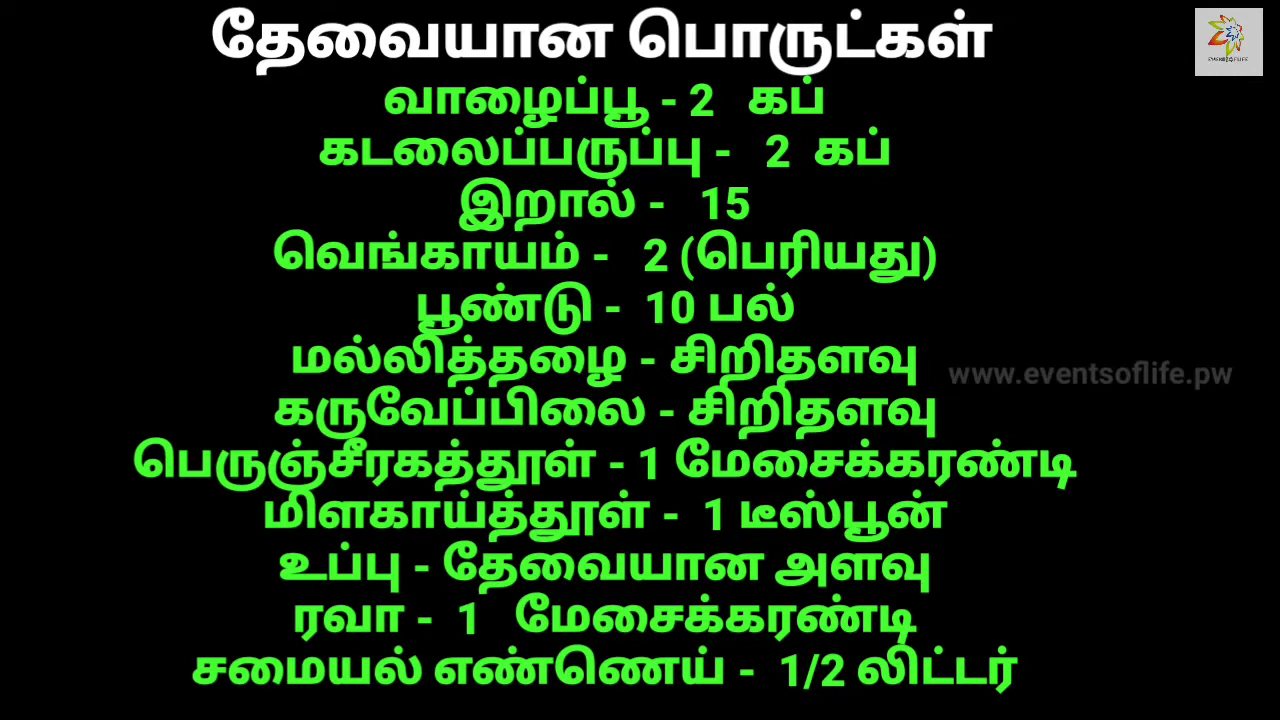 தேவையான பொருட்கள்
வாழைப்பூ - 2 கப்
கடலைப்பருப்பு - 2 கப்
இறால் - 15
வெங்காயம் - 2 (பெரியது)
பூண்டு - 10 பல்
மல்லித்தழை - சிறிதளவு
www.eventsoflife.pw
கருவேப்பிலை - சிறிதளவு
பெருஞ்சீரகத்தூள் - 1 மேசைக்கரண்டி
மிளகாய்த்தூள் - 1 டீஸ்பூன்
உப்பு - தேவையான அளவு
ரவா - 1 மேசைக்கரண்டி
சமையல் எண்ணெய் - 1/2 லிட்டர்